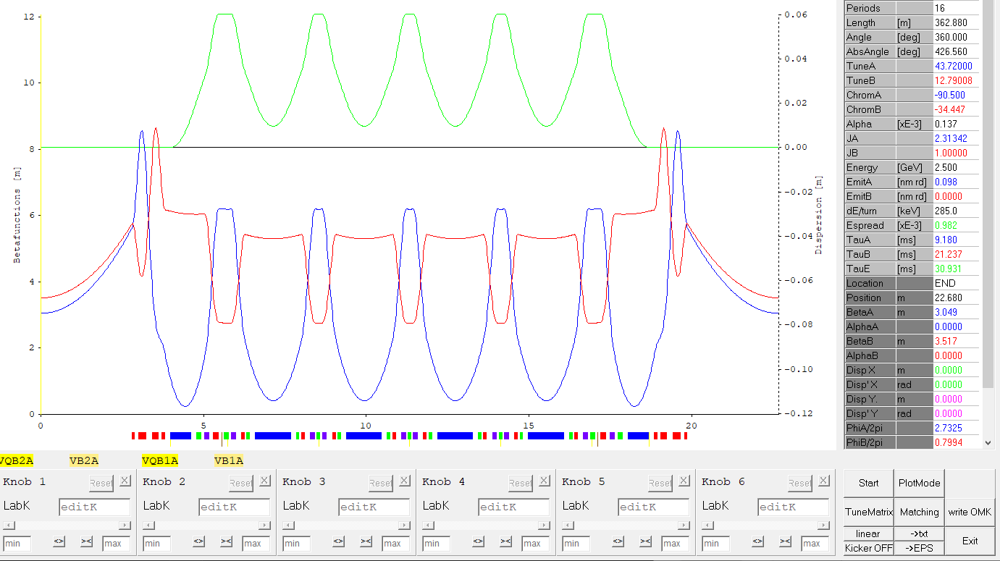 12
10
8
6
4
2
0
Betafunctions [m]
0 5 10 15 20
0.06
0.04
0.02
0.00
-0.02
-0.04
-0.06
-0.08
-0.10
-0.12
Dispersion [m]
Periods 16
Length [m] 362.880
Angle [deg] 360.000
AbsAngle [deg] 426.560
TuneA 43.72000
TuneB 12.79008
ChromA -90.500
ChromB -34.447
Alpha [xE-3] 0.137
JA 2.31342
JB 1.00000
Energy [GeV] 2.500
EmitA [nm rd] 0.098
EmitB [nm rd] 0.0000
dE/turn [keV] 285.0
Espread [xE-3] 0.982
TauA [ms] 9.180
TauB [ms] 21.237
TauE [ms] 30.931
Location END
Position m 22.680
BetaA m 3.049
AlphaA 0.0000
BetaB m 3.517
AlphaB 0.0000
Disp X m 0.0000
Disp' X rad 0.0000
Disp Y. m 0.0000
Disp' Y rad 0.0000
PhiA/2pi 2.7325
PhiB/2pi 0.7994
VQB2A VB2A VQB1A VB1A
Knob 1 Reset X Knob 2 Reset X Knob 3 Reset X Knob 4 Reset X Knob 5 Reset X Knob 6 Reset X
LabK editK LabK editK LabK editK LabK editK LabK editK LabK editK
min <> >< max min <> >< max min <> >< max min <> >< max min <> >< max min <> >< max
Start PlotMode
TuneMatrix Matching write OMK
linear ->txt
Kicker OFF ->EPS Exit